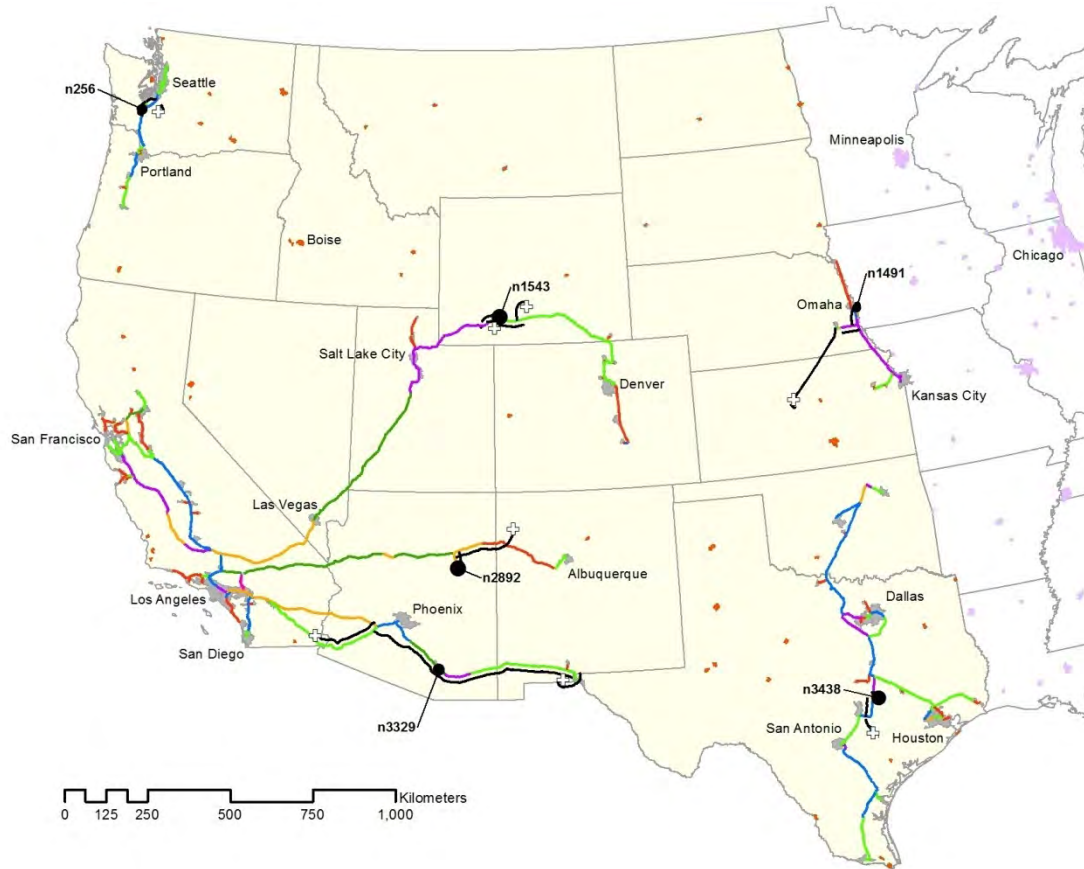 Seattle
n256
Portland
Minneapolis
Boise
Chicago
n1543
n1491
Omaha
Salt Lake City
Denver
Kansas City
San Francisco
Las Vegas
n2892
Albuquerque
Los Angeles
Phoenix
Dallas
San Diego
n3329
n3438
San Antonio
Houston
Kilometers
0 125 250 500 750 1,000